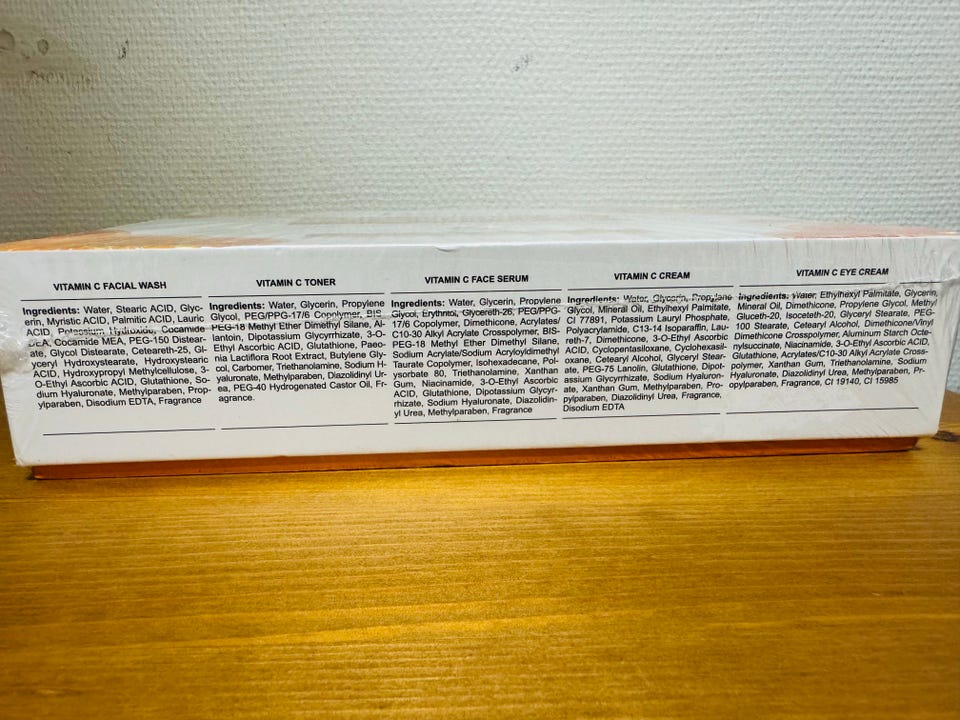 VITAMIN C FACIAL WASH
Ingredients: Water, Stearic ACID, Glyc-
erin, Myristic ACID, Palmitic ACID, Lauric
ACID, Potassium Hydroxide, Cocamide
DEA, Cocamide MEA, PEG-150 Distear-
ate, Glycol Distearate, Ceteareth-25, Gl-
yceryl Hydroxystearate, Hydroxystearic
ACID, Hydroxypropyl Methylcellulose, 3-
O-Ethyl Ascorbic ACID, Glutathione, So-
dium Hyaluronate, Methylparaben, Prop-
ylparaben, Disodium EDTA, Fragrance
VITAMIN C TONER
Ingredients: Water, Glycerin, Propylene
Glycol, PEG/PPG-17/6 Copolymer, BIS-
PEG-18 Methyl Ether Dimethyl Silane, Al-
lantoin, Dipotassium Glycyrrhizate, 3-O-
Ethyl Ascorbic ACID, Glutathione, Paeo-
nia Lactiflora Root Extract, Butylene Gly-
col, Carbomer, Triethanolamine, Sodium H-
yaluronate, Methylparaben, Diazolidinyl Ur-
ea, PEG-40 Hydrogenated Castor Oil, Fr-
agrance.
VITAMIN C FACE SERUM
Ingredients: Water, Glycerin, Propylene
Glycol, Erythritol, Glycereth-26, PEG/PPG-
17/6 Copolymer, Dimethicone, Acrylates/
C10-30 Alkyl Acrylate Crosspolymer, BIS-
PEG-18 Methyl Ether Dimethyl Silane,
Sodium Acrylate/Sodium Acryloyldimethyl
Taurate Copolymer, Isohexadecane, Pol-
ysorbate 80, Triethanolamine, Xanthan
Gum, Niacinamide, 3-O-Ethyl Ascorbic
ACID, Glutathione, Dipotassium Glycyr-
rhizate, Sodium Hyaluronate, Diazolidin-
yl Urea, Methylparaben, Fragrance
VITAMIN C CREAM
Ingredients: Water, Glycerin, Propylene
Glycol, Mineral Oil, Ethylhexyl Palmitate,
CI 77891, Potassium Lauryl Phosphate,
Polyacrylamide, C13-14 Isoparaffin, Lau-
reth-7, Dimethicone, 3-O-Ethyl Ascorbic
ACID, Cyclopentasiloxane, Cyclohexasil-
oxane, Cetearyl Alcohol, Glyceryl Stear-
ate, PEG-75 Lanolin, Glutathione, Dipot-
assium Glycyrrhizate, Sodium Hyaluron-
ate, Xanthan Gum, Methylparaben, Pro-
pylparaben, Diazolidinyl Urea, Fragrance,
Disodium EDTA
VITAMIN C EYE CREAM
Ingredients: Water, Ethylhexyl Palmitate, Glycerin,
Mineral Oil, Dimethicone, Propylene Glycol, Methyl
Gluceth-20, Isoceteth-20, Glyceryl Stearate, PEG-
100 Stearate, Cetearyl Alcohol, Dimethicone/Vinyl
Dimethicone Crosspolymer, Aluminum Starch Octe-
nylsuccinate, Niacinamide, 3-O-Ethyl Ascorbic ACID,
Glutathione, Acrylates/C10-30 Alkyl Acrylate Cross-
polymer, Xanthan Gum, Triethanolamine, Sodium
Hyaluronate, Diazolidinyl Urea, Methylparaben, Pr-
opylparaben, Fragrance, CI 19140, CI 15985